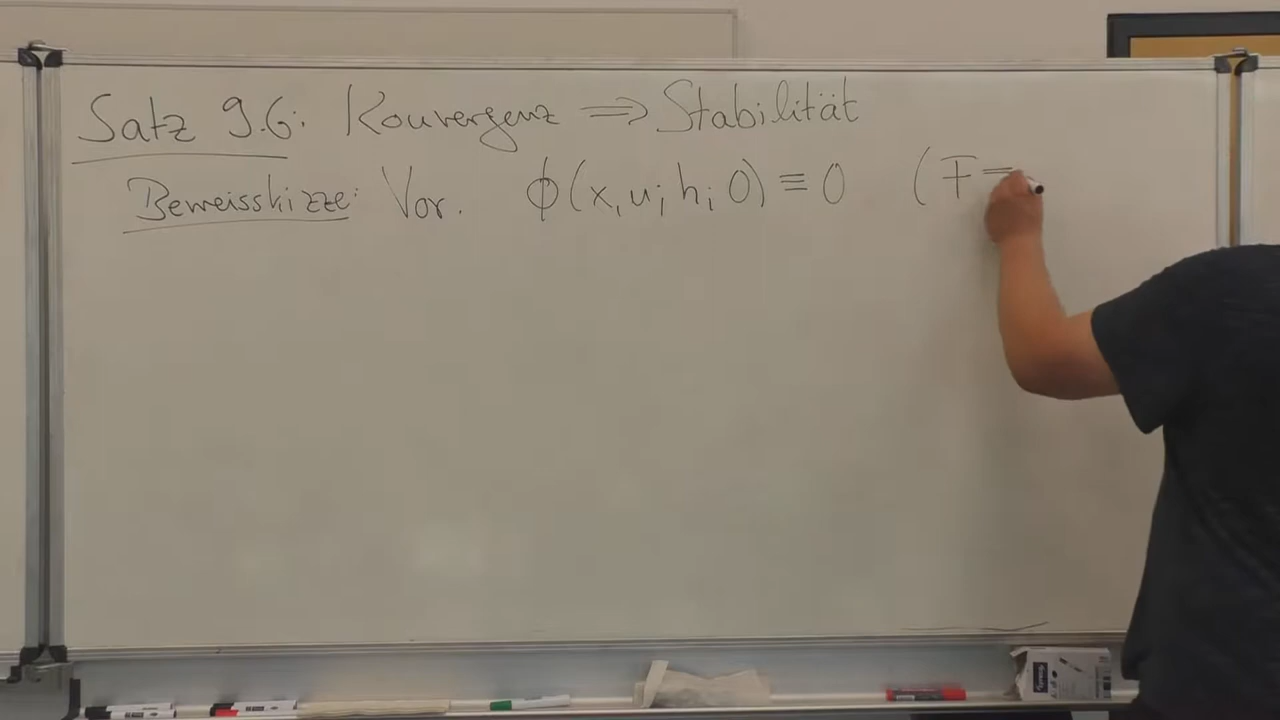 Satz 9.6: Konvergenz ⟹ Stabilität
Beweisskizze: Vor. ϕ(x,u;h;0) ≡ 0 (F=